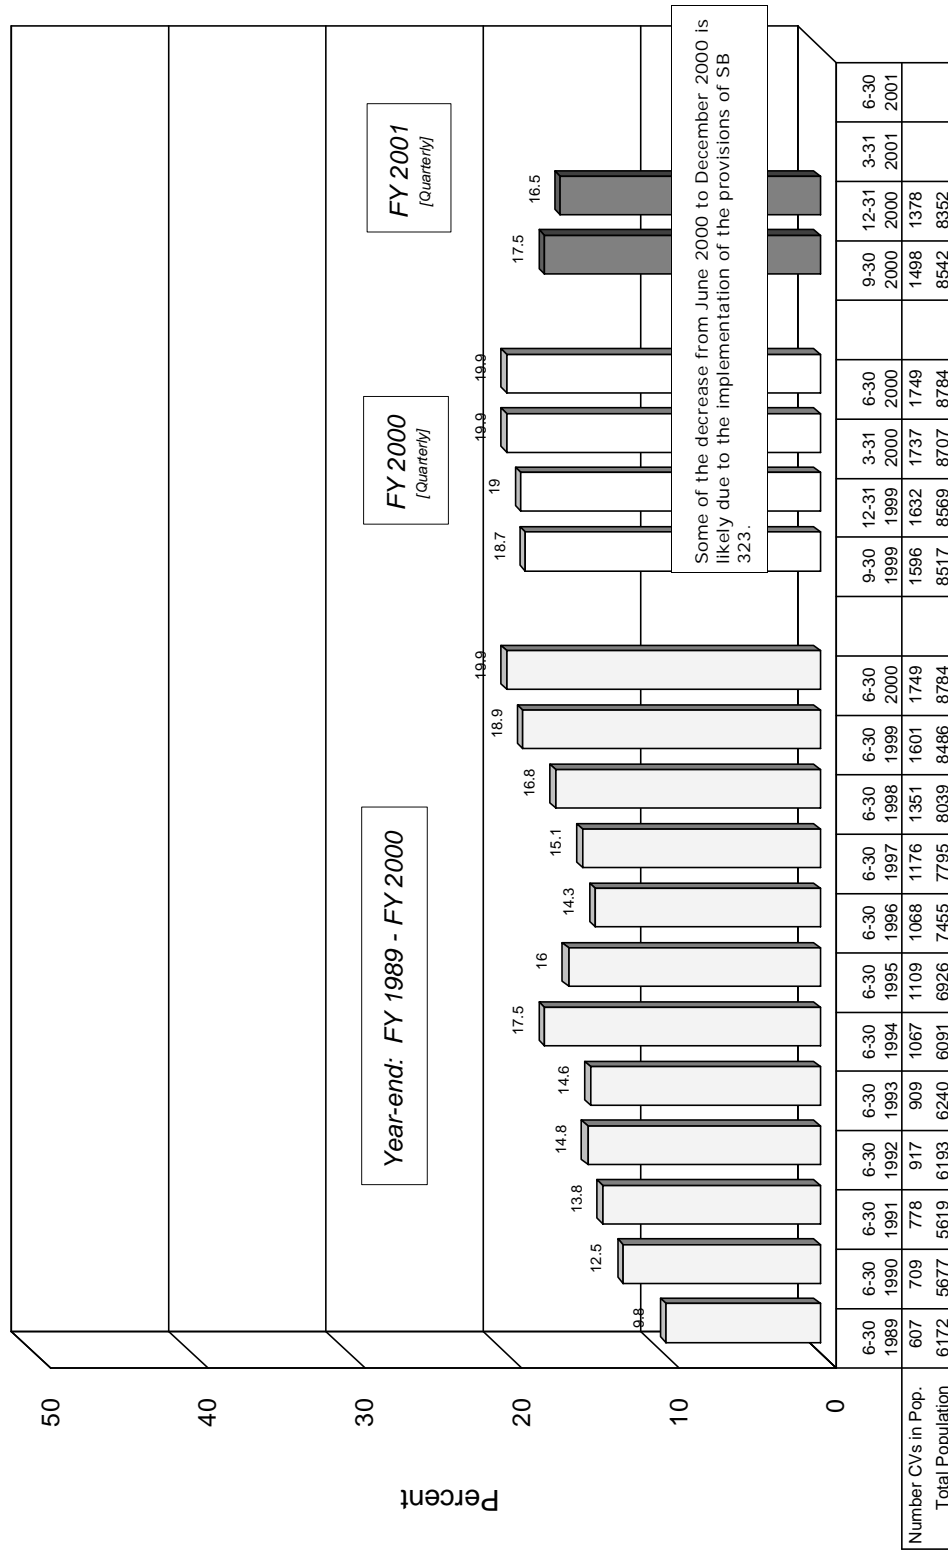 Percent
50
40
30
20
10
0
Year-end: FY 1989 - FY 2000
FY 2000
[Quarterly]
FY 2001
[Quarterly]
9.8
12.5
13.8
14.8
14.6
17.5
16
14.3
15.1
16.8
18.9
19.9
18.7
19
19.9
19.9
17.5
16.5
Some of the decrease from June 2000 to December 2000 is
likely due to the implementation of the provisions of SB
323.
6-30 6-30 6-30 6-30 6-30 6-30 6-30 6-30 6-30 6-30 6-30 6-30 9-30 12-31 3-31 6-30 9-30 12-31 3-31 6-30
1989 1990 1991 1992 1993 1994 1995 1996 1997 1998 1999 2000 1999 1999 2000 2000 2000 2000 2001 2001
Number CVs in Pop. 607 709 778 917 909 1067 1109 1068 1176 1351 1601 1749 1596 1632 1737 1749 1498 1378
Total Population 6172 5677 5619 6193 6240 6091 6926 7455 7795 8039 8486 8784 8517 8569 8707 8784 8542 8352